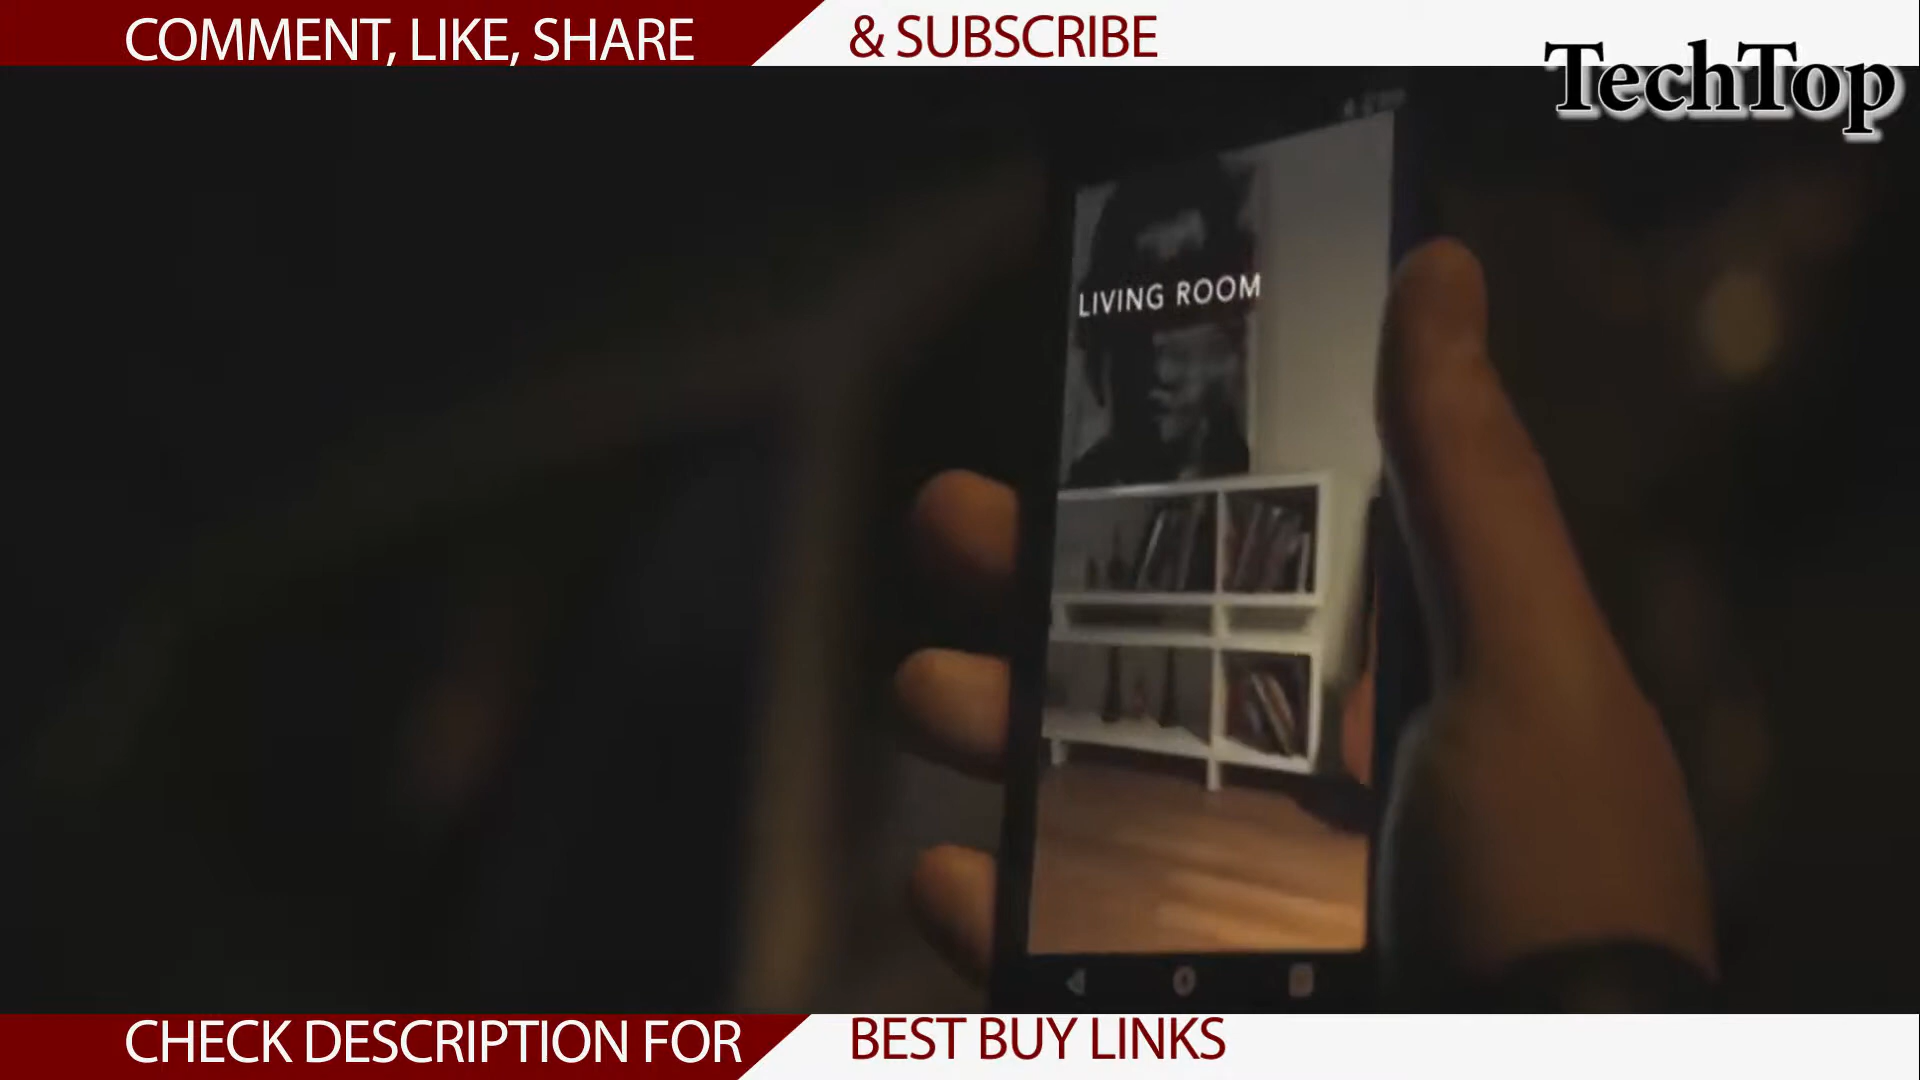 COMMENT, LIKE, SHARE & SUBSCRIBE
TechTop
LIVING ROOM
CHECK DESCRIPTION FOR BEST BUY LINKS